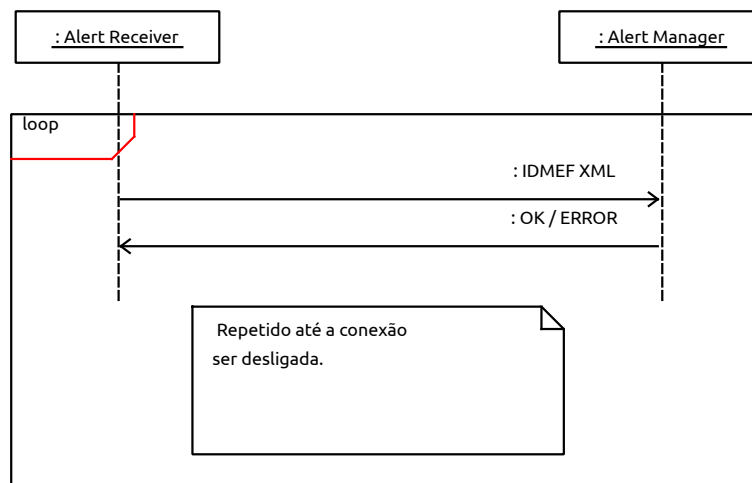 : Alert Receiver
: Alert Manager
loop
: IDMEF XML
: OK / ERROR
Repetido até a conexão
ser desligada.